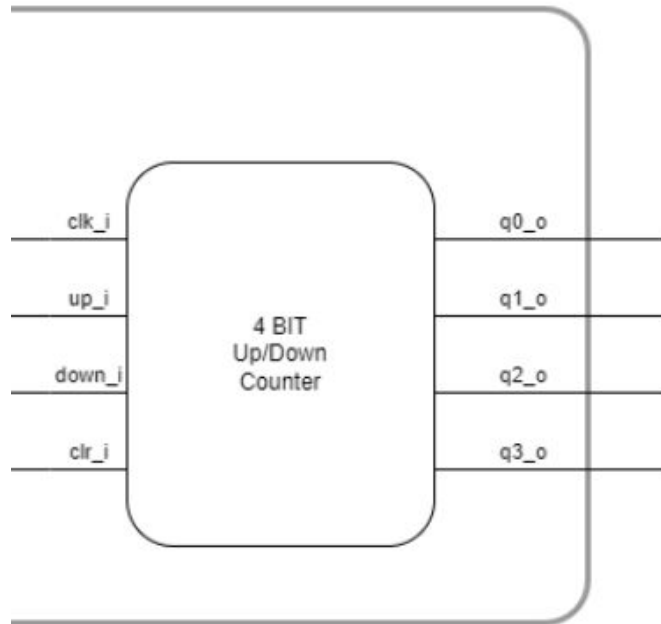 clk_i
up_i
down_i
clr_i
4 BIT
Up/Down
Counter
q0_o
q1_o
q2_o
q3_o